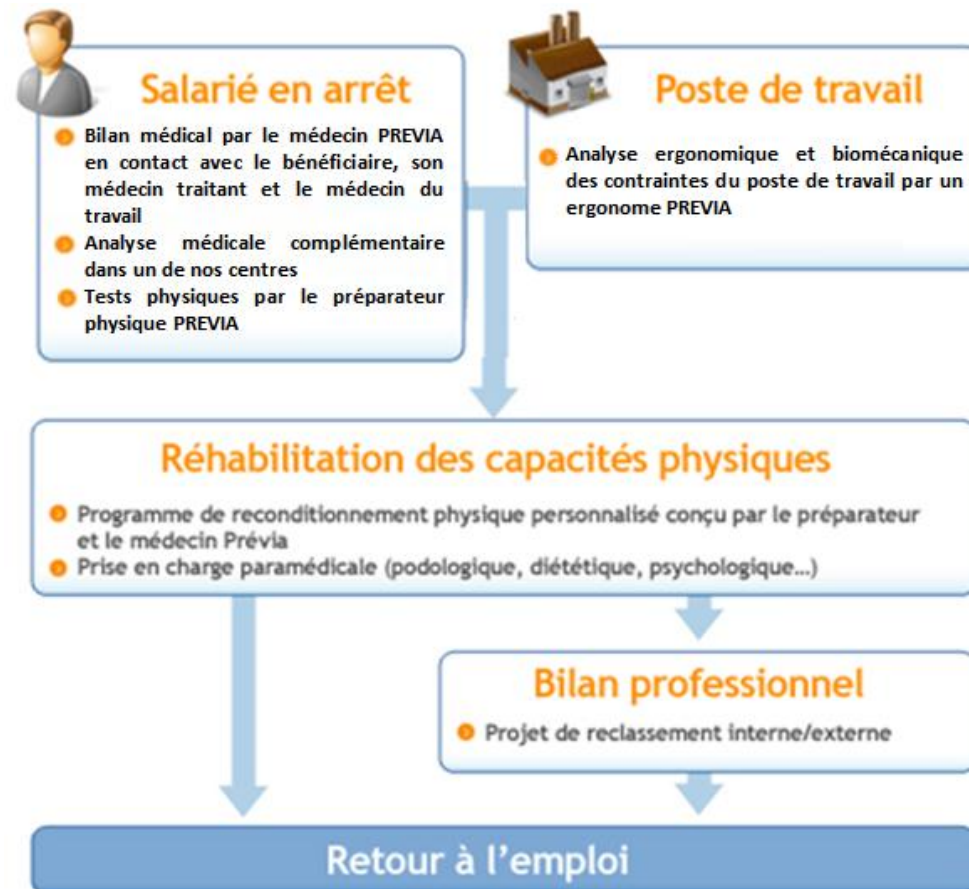 Salarié en arrêt
Bilan médical par le médecin PREVIA
en contact avec le bénéficiaire, son
médecin traitant et le médecin du
travail
Analyse médicale complémentaire
dans un de nos centres
Tests physiques par le préparateur
physique PREVIA
Poste de travail
Analyse ergonomique et biomécanique
des contraintes du poste de travail par un
ergonome PREVIA
Réhabilitation des capacités physiques
Programme de reconditionnement physique personnalisé conçu par le préparateur
et le médecin Prévia
Prise en charge paramédicale (podologique, diététique, psychologique...)
Bilan professionnel
Projet de reclassement interne/externe
Retour à l'emploi